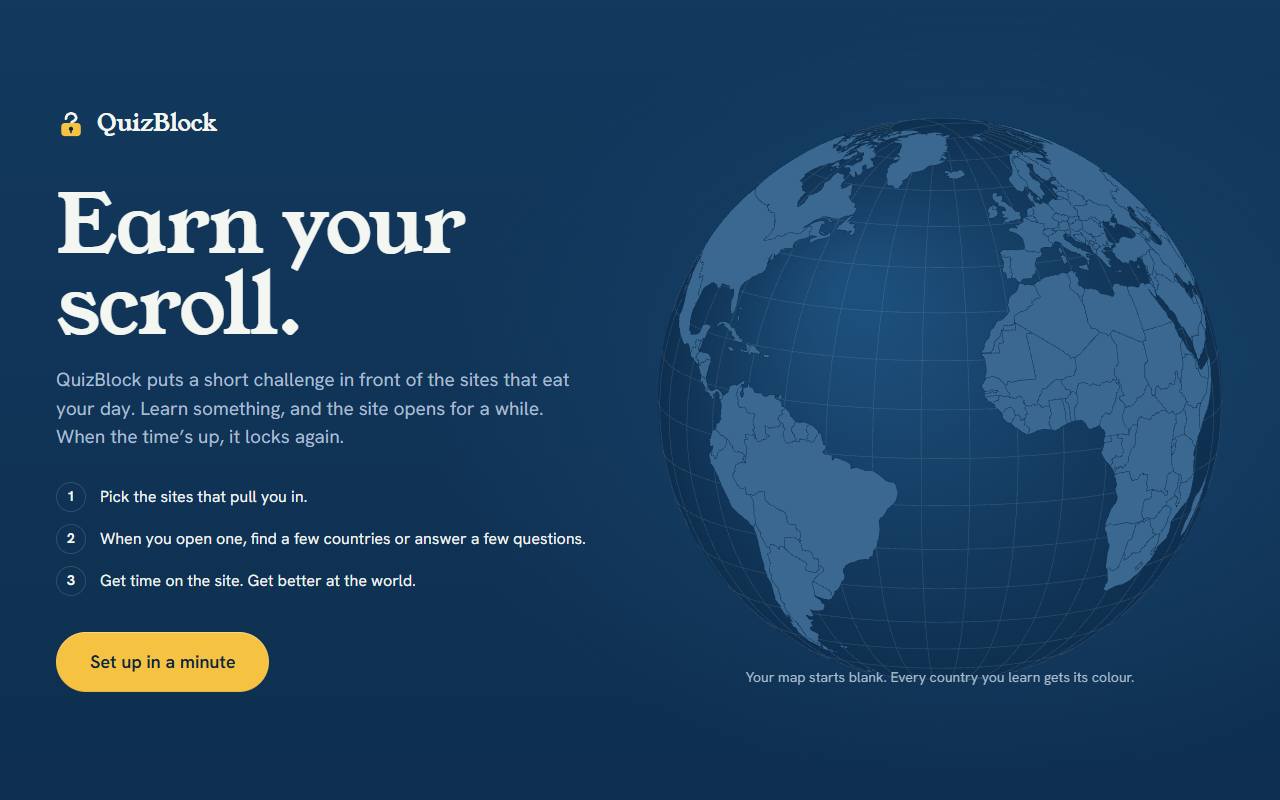 QuizBlock
Earn your
scroll.
QuizBlock puts a short challenge in front of the sites that eat
your day. Learn something, and the site opens for a while.
When the time’s up, it locks again.
1 Pick the sites that pull you in.
2 When you open one, find a few countries or answer a few questions.
3 Get time on the site. Get better at the world.
Set up in a minute
Your map starts blank. Every country you learn gets its colour.